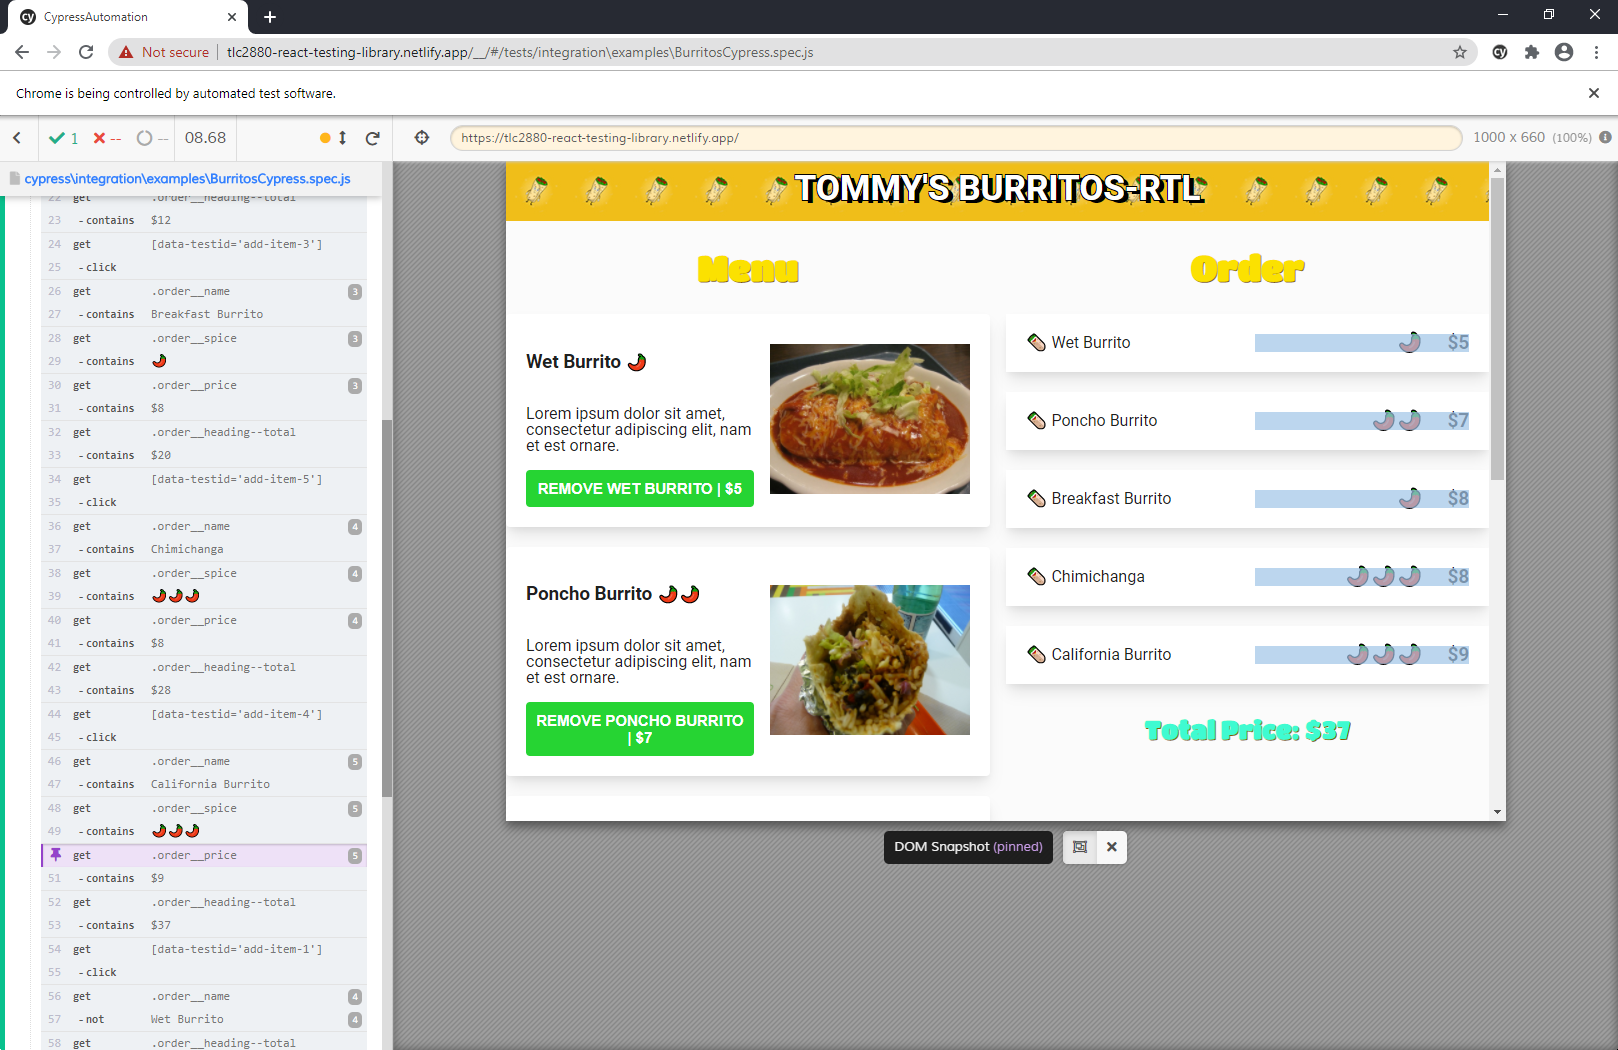 CypressAutomation
Not secure | tlc2880-react-testing-library.netlify.app/__/#/tests/integration\examples\BurritosCypress.spec.js
Chrome is being controlled by automated test software.
1 -- -- 08.68
https://tlc2880-react-testing-library.netlify.app/
1000 x 660 (100%)
cypress\integration\examples\BurritosCypress.spec.js
22 get .order__heading--total
23 - contains $12
24 get [data-testid='add-item-3']
25 - click
26 get .order__name 3
27 - contains Breakfast Burrito
28 get .order__spice 3
29 - contains 🌶
30 get .order__price 3
31 - contains $8
32 get .order__heading--total
33 - contains $20
34 get [data-testid='add-item-5']
35 - click
36 get .order__name 4
37 - contains Chimichanga
38 get .order__spice 4
39 - contains 🌶🌶🌶
40 get .order__price 4
41 - contains $8
42 get .order__heading--total
43 - contains $28
44 get [data-testid='add-item-4']
45 - click
46 get .order__name 5
47 - contains California Burrito
48 get .order__spice 5
49 - contains 🌶🌶🌶
get .order__price 5
51 - contains $9
52 get .order__heading--total
53 - contains $37
54 get [data-testid='add-item-1']
55 - click
56 get .order__name 4
57 - not Wet Burrito 4
58 get .order__heading--total
TOMMY'S BURRITOS-RTL
Menu
Wet Burrito 🌶
Lorem ipsum dolor sit amet,
consectetur adipiscing elit, nam
et est ornare.
REMOVE WET BURRITO | $5
Poncho Burrito 🌶🌶
Lorem ipsum dolor sit amet,
consectetur adipiscing elit, nam
et est ornare.
REMOVE PONCHO BURRITO
| $7
Order
Wet Burrito 🌶 $5
Poncho Burrito 🌶🌶 $7
Breakfast Burrito 🌶 $8
Chimichanga 🌶🌶🌶 $8
California Burrito 🌶🌶🌶 $9
Total Price: $37
DOM Snapshot (pinned)